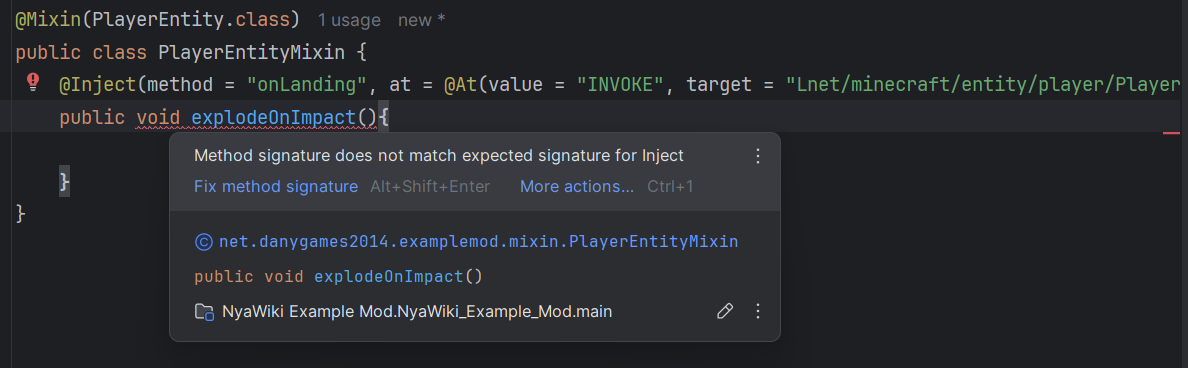 @Mixin(PlayerEntity.class) 1 usage new *
public class PlayerEntityMixin {
@Inject(method = "onLanding", at = @At(value = "INVOKE", target = "Lnet/minecraft/entity/player/Player
public void explodeOnImpact(){
Method signature does not match expected signature for Inject
Fix method signature Alt+Shift+Enter More actions... Ctrl+1
}
}
net.danygames2014.examplemod.mixin.PlayerEntityMixin
public void explodeOnImpact()
NyaWiki Example Mod.NyaWiki_Example_Mod.main